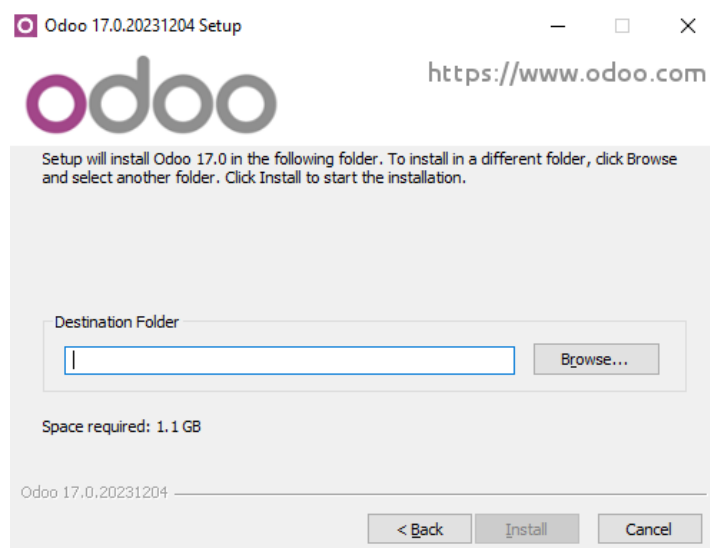 Odoo 17.0.20231204 Setup
odoo
https://www.odoo.com
Setup will install Odoo 17.0 in the following folder. To install in a different folder, click Browse
and select another folder. Click Install to start the installation.
Destination Folder
Browse...
Space required: 1.1 GB
Odoo 17.0.20231204
< Back
Install
Cancel